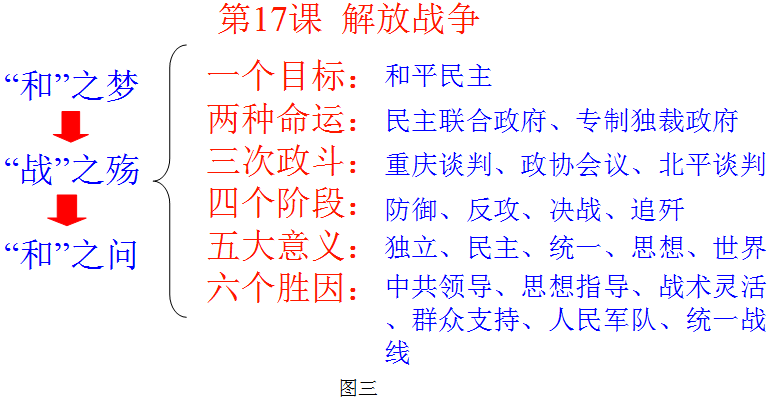 第17课 解放战争
“和”之梦
“战”之殇
“和”之问
一个目标：和平民主
两种命运：民主联合政府、专制独裁政府
三次政斗：重庆谈判、政协会议、北平谈判
四个阶段：防御、反攻、决战、追歼
五大意义：独立、民主、统一、思想、世界
六个胜因：中共领导、思想指导、战术灵活
、群众支持、人民军队、统一战
线
图三